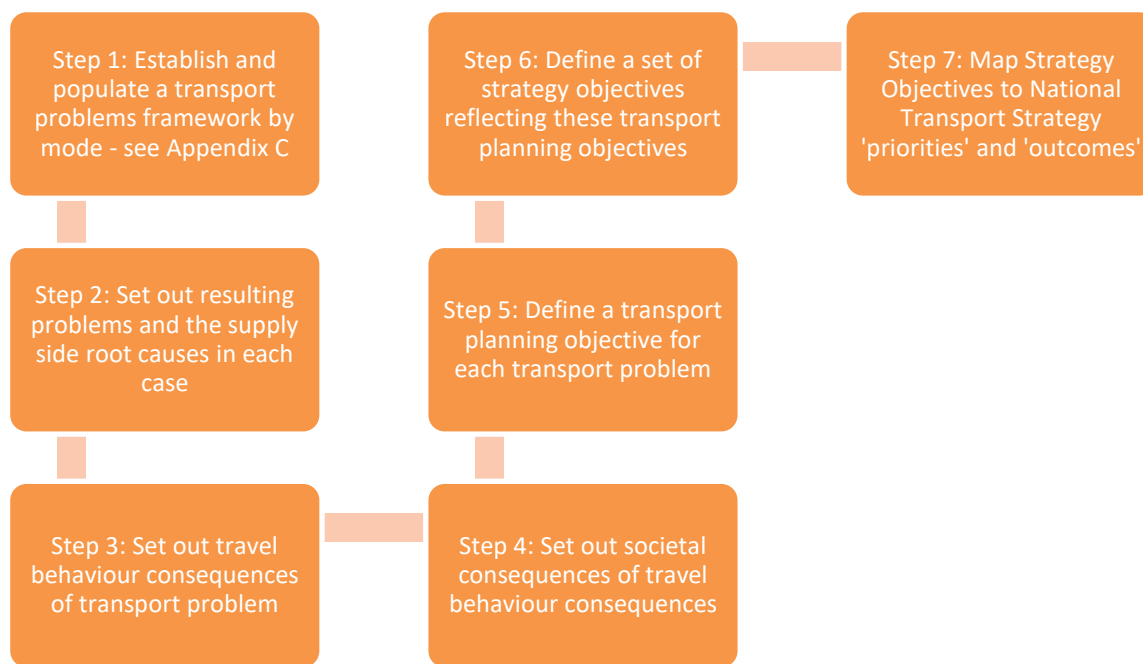 Step 1: Establish and
populate a transport
problems framework by
mode - see Appendix C
Step 2: Set out resulting
problems and the supply
side root causes in each
case
Step 3: Set out travel
behaviour consequences
of transport problem
Step 4: Set out societal
consequences of travel
behaviour consequences
Step 5: Define a transport
planning objective for
each transport problem
Step 6: Define a set of
strategy objectives
reflecting these transport
planning objectives
Step 7: Map Strategy
Objectives to National
Transport Strategy
'priorities' and 'outcomes'